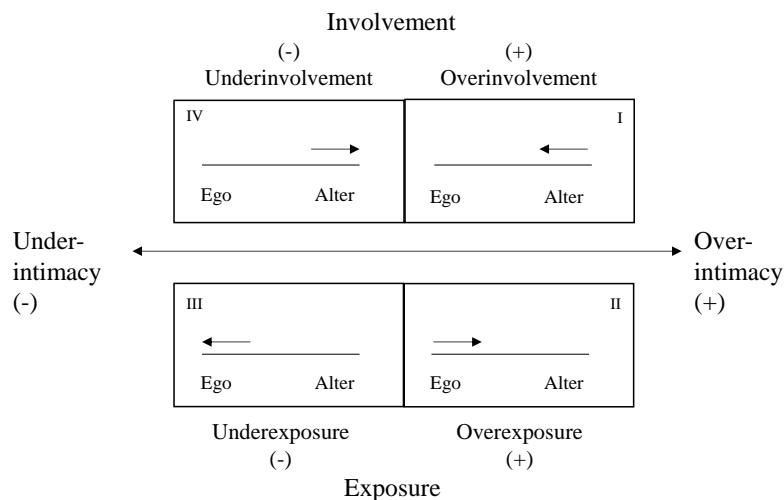 Involvement
(-) (+)
Underinvolvement Overinvolvement
IV I
Ego Alter Ego Alter
Under-
intimacy
(-)
Over-
intimacy
(+)
III II
Ego Alter Ego Alter
Underexposure Overexposure
(-) (+)
Exposure